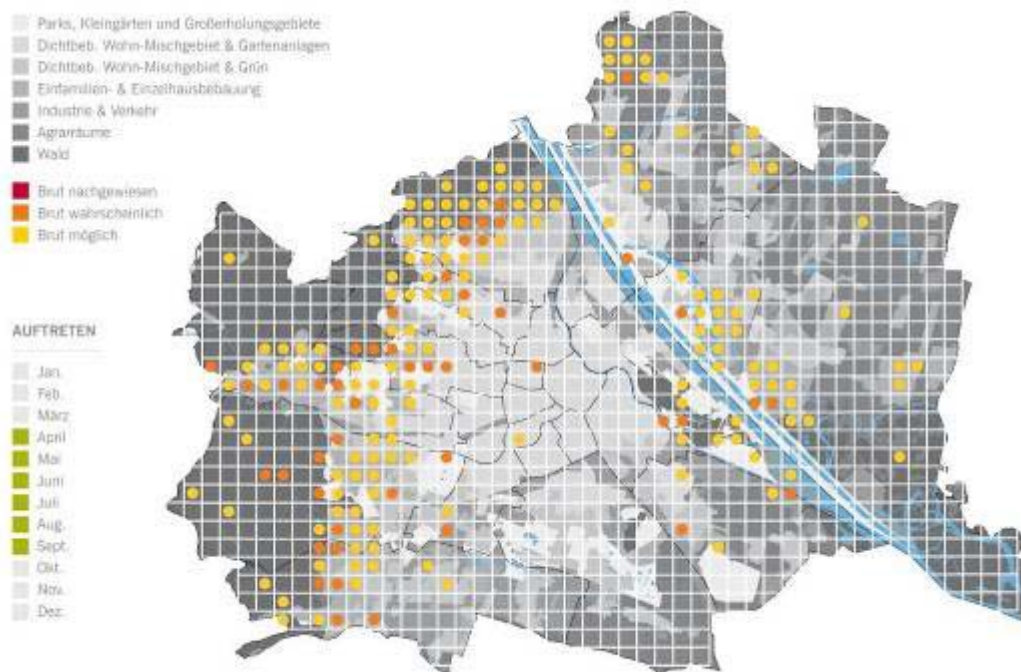 Parks, Kleingärten und Großerholungsgebiete
Dichtbeb. Wohn-Mischgebiet & Gartenanlagen
Dichtbeb. Wohn-Mischgebiet & Grün
Einfamilien- & Einzelhausbebauung
Industrie & Verkehr
Agrarräume
Wald
Brut nachgewiesen
Brut wahrscheinlich
Brut möglich
AUFTRETEN
Jan.
Feb.
März
April
Mai
Juni
Juli
Aug.
Sept.
Okt.
Nov.
Dez.